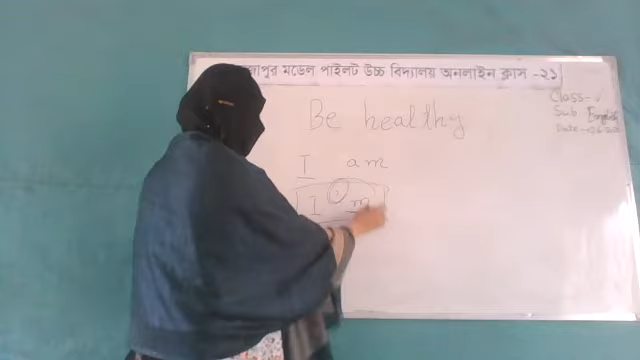 মডেল পাইলট উচ্চ বিদ্যালয় অনলাইন ক্লাস -২১
Class-
Sub English
Date-
Be healthy
I am
I ' m